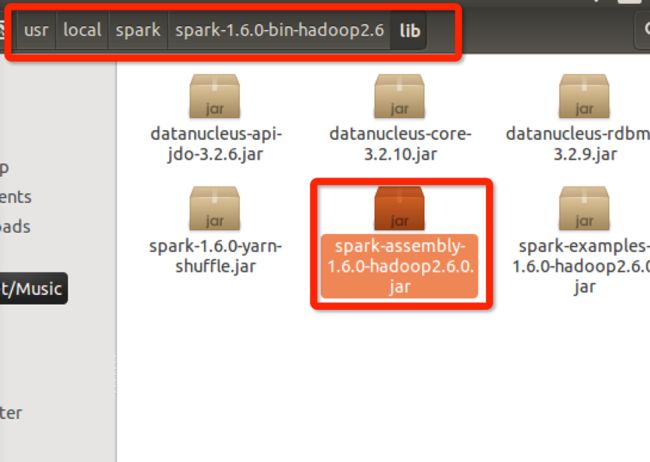 usr local spark spark-1.6.0-bin-hadoop2.6 lib
jar jar jar
datanucleus-api-
jdo-3.2.6.jar
datanucleus-core-
3.2.10.jar
datanucleus-rdbm
3.2.9.jar
p
ents
oads
jar jar jar
spark-1.6.0-yarn-
shuffle.jar
spark-assembly-
1.6.0-hadoop2.6.0.
jar
spark-examples-
1.6.0-hadoop2.6.0
jar
t/Music
ter